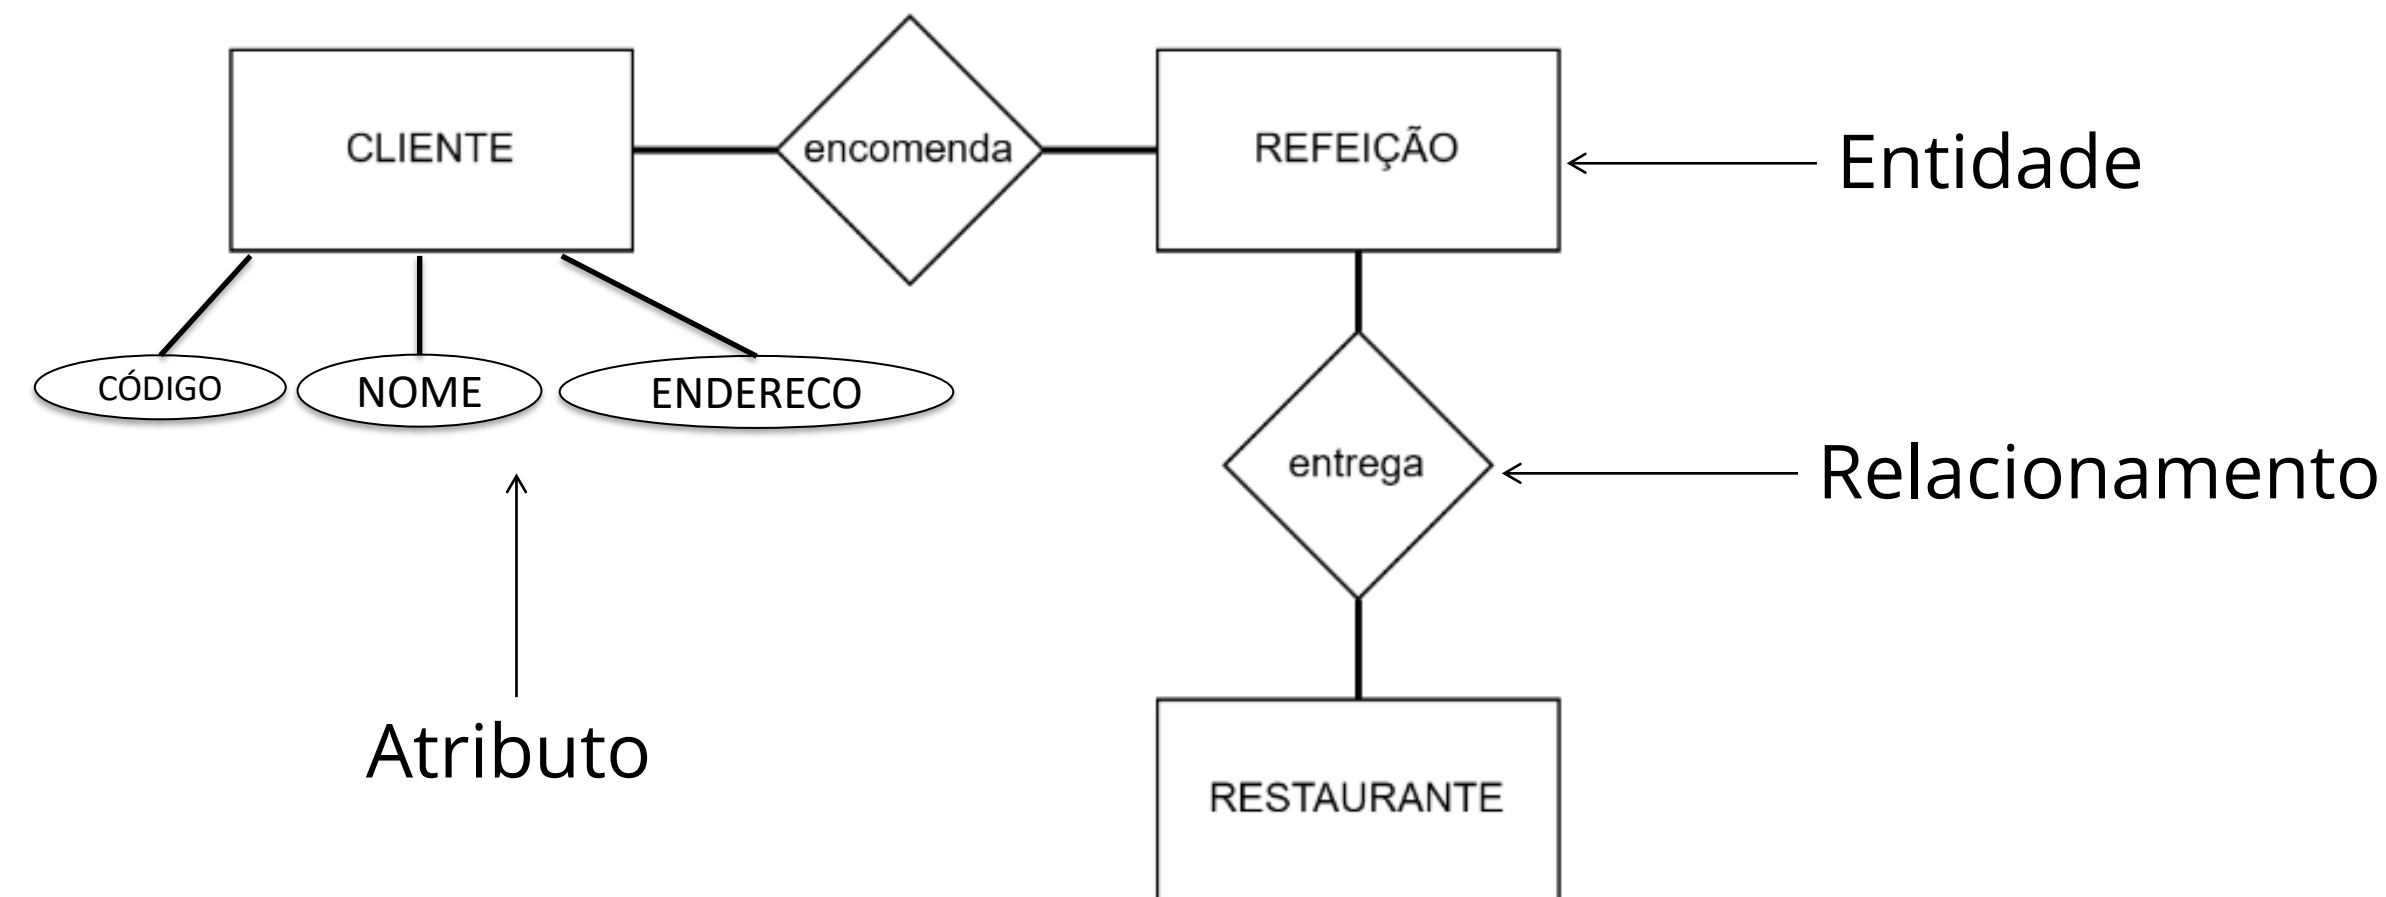 CLIENTE
encomenda
REFEIÇÃO
Entidade
CÓDIGO
NOME
ENDERECO
entrega
Relacionamento
Atributo
RESTAURANTE